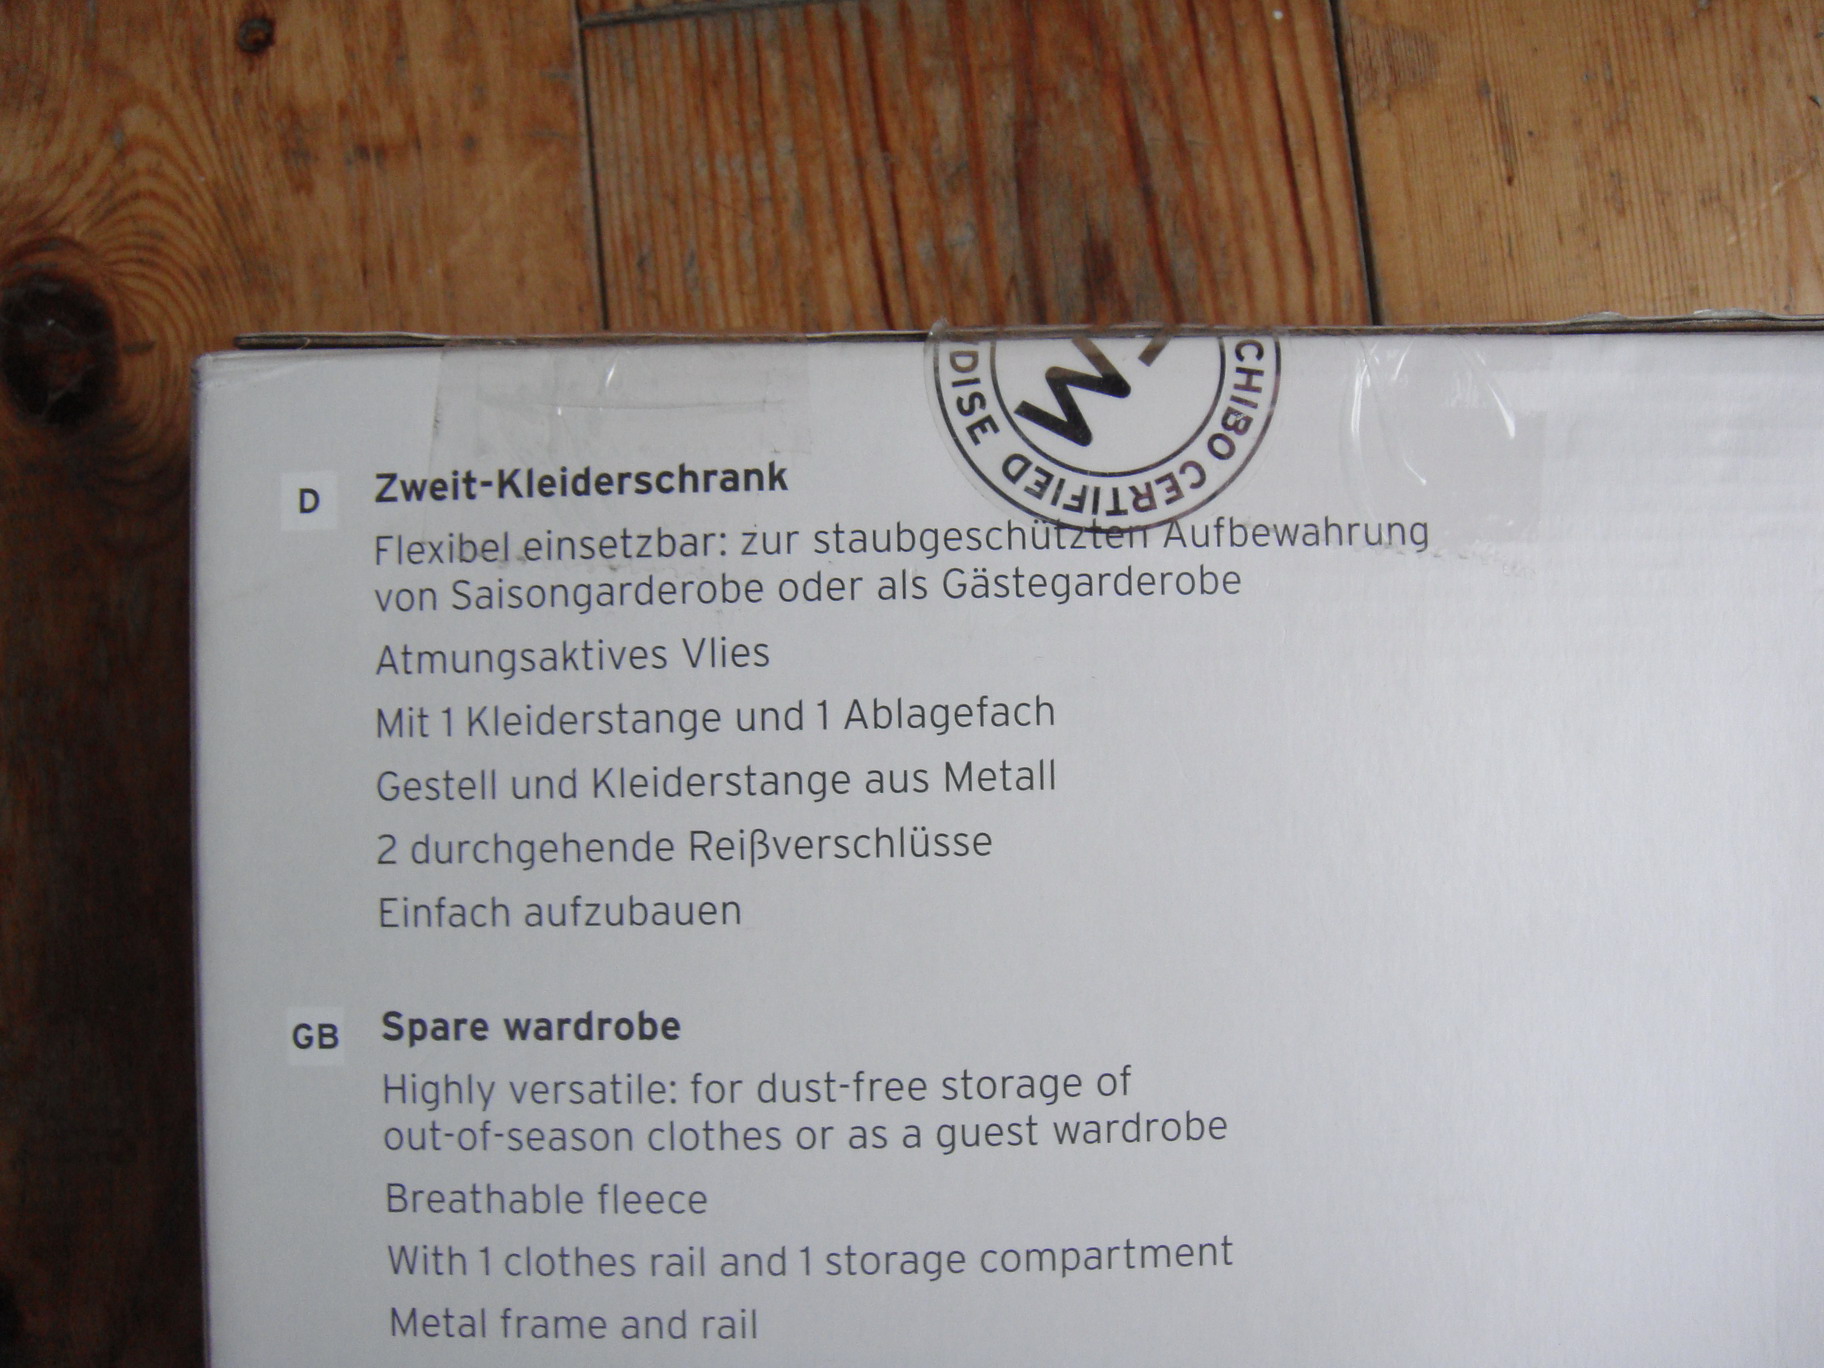 DISE
CHIBO CERTIFIED
M
D
Zweit-Kleiderschrank
Flexibel einsetzbar: zur staubgeschützten Aufbewahrung
von Saisongarderobe oder als Gästegarderobe
Atmungsaktives Vlies
Mit 1 Kleiderstange und 1 Ablagefach
Gestell und Kleiderstange aus Metall
2 durchgehende Reißverschlüsse
Einfach aufzubauen
GB
Spare wardrobe
Highly versatile: for dust-free storage of
out-of-season clothes or as a guest wardrobe
Breathable fleece
With 1 clothes rail and 1 storage compartment
Metal frame and rail